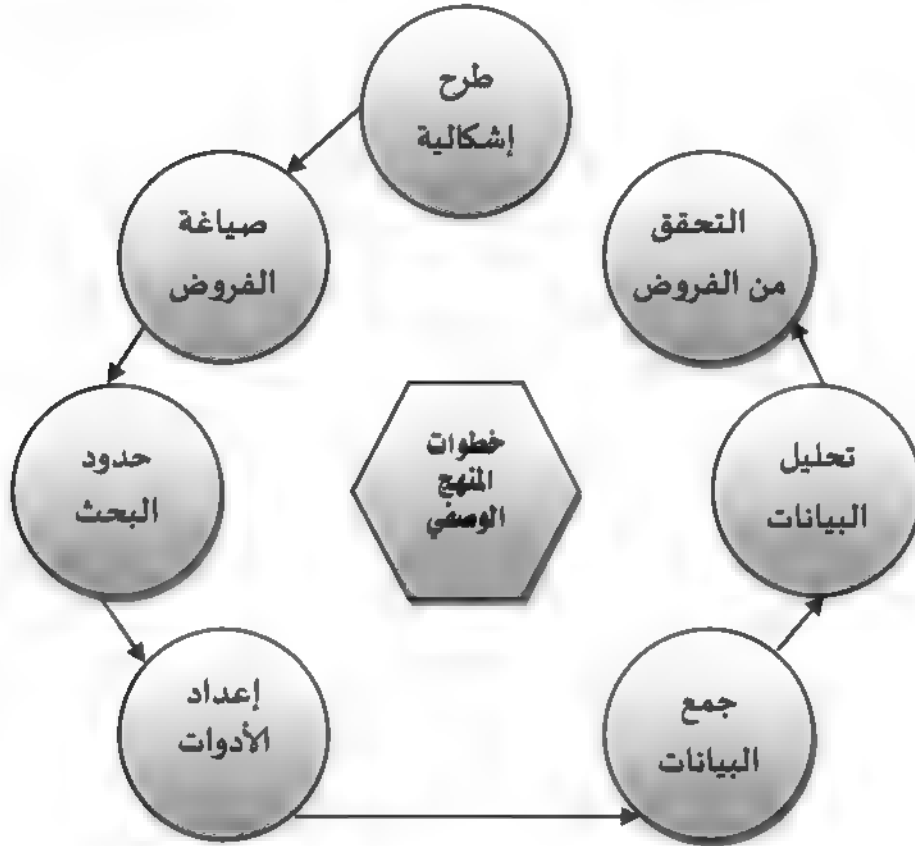 طرح
إشكالية
صياغة
الفروض
حدود
البحث
إعداد
الأدوات
جمع
البيانات
تحليل
البيانات
التحقق
من الفروض
خطوات
المنهج
الوصفي